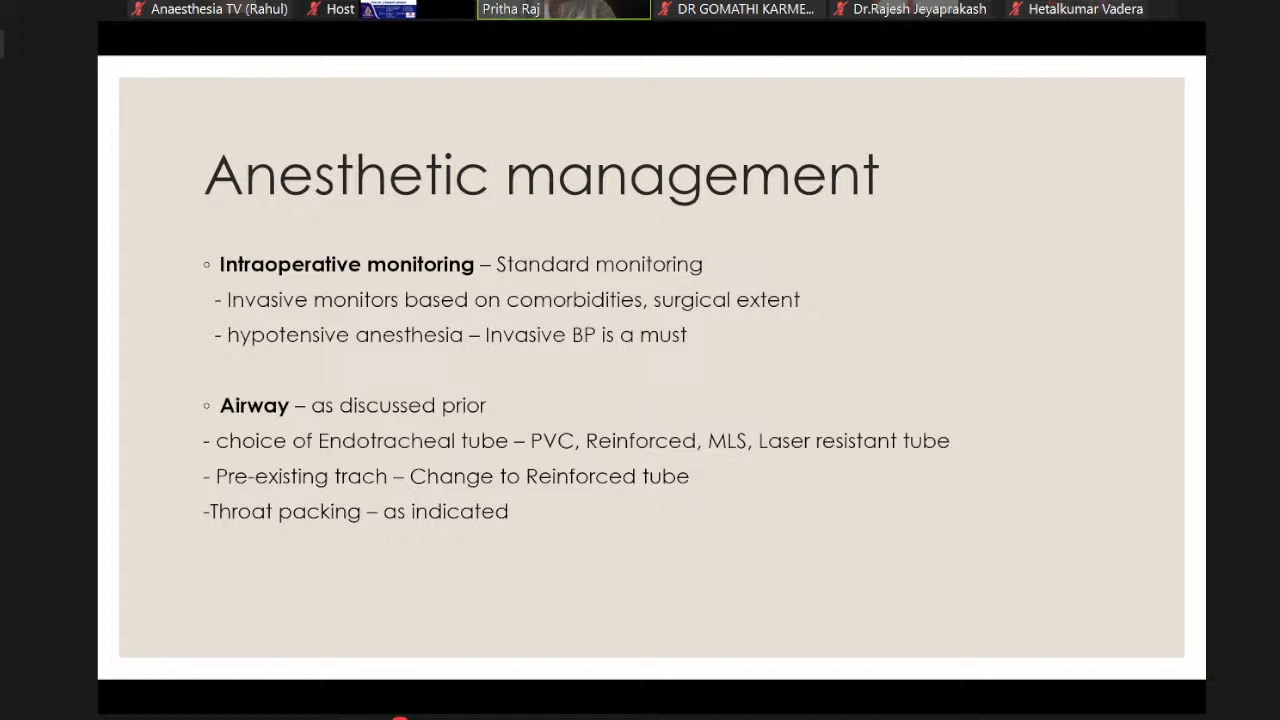 Anaesthesia TV (Rahul) Host Pritha Raj DR GOMATHI KARME... Dr.Rajesh Jeyaprakash Hetalkumar Vadera
Anesthetic management
◦ Intraoperative monitoring – Standard monitoring
- Invasive monitors based on comorbidities, surgical extent
- hypotensive anesthesia – Invasive BP is a must
◦ Airway – as discussed prior
- choice of Endotracheal tube – PVC, Reinforced, MLS, Laser resistant tube
- Pre-existing trach – Change to Reinforced tube
-Throat packing – as indicated